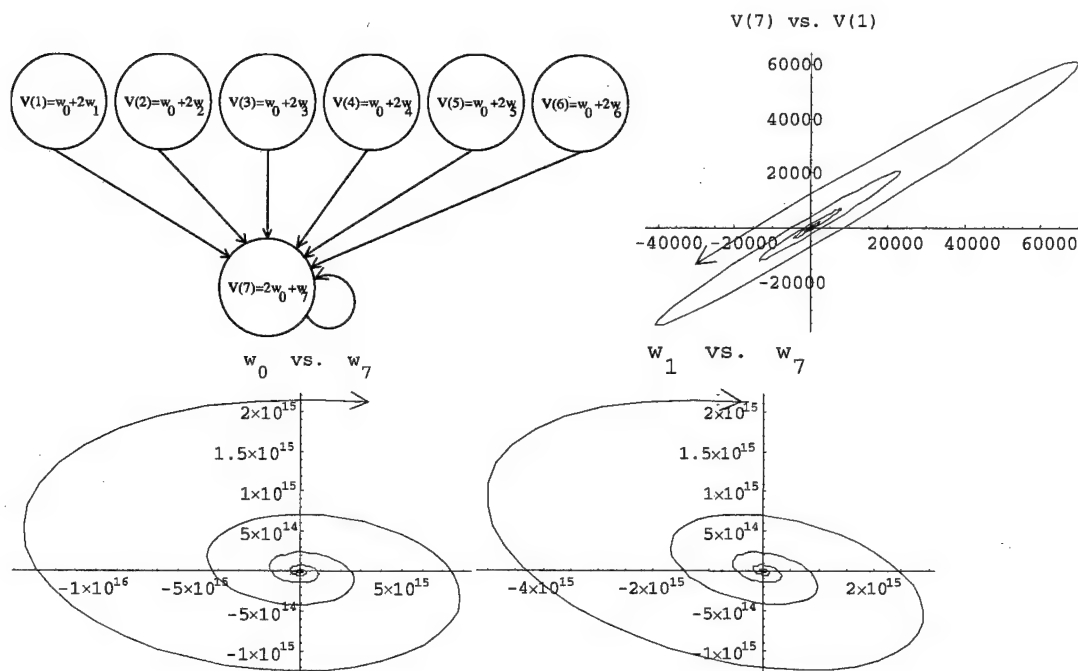 V(7) vs. V(1)
V(1)=w0+2w1
V(2)=w0+2w2
V(3)=w0+2w3
V(4)=w0+2w4
V(5)=w0+2w5
V(6)=w0+2w6
60000
40000
20000
-40000 -20000 20000 40000 60000
-20000
V(7)=2w0+w7
w0 vs. w7
w1 vs. w7
2×10^15
1.5×10^15
1×10^15
5×10^14
-1×10^16 -5×10^15 5×10^15
-5×10^14
-1×10^15
2×10^15
1.5×10^15
1×10^15
5×10^14
-4×10^15 -2×10^15 2×10^15
-5×10^14
-1×10^15